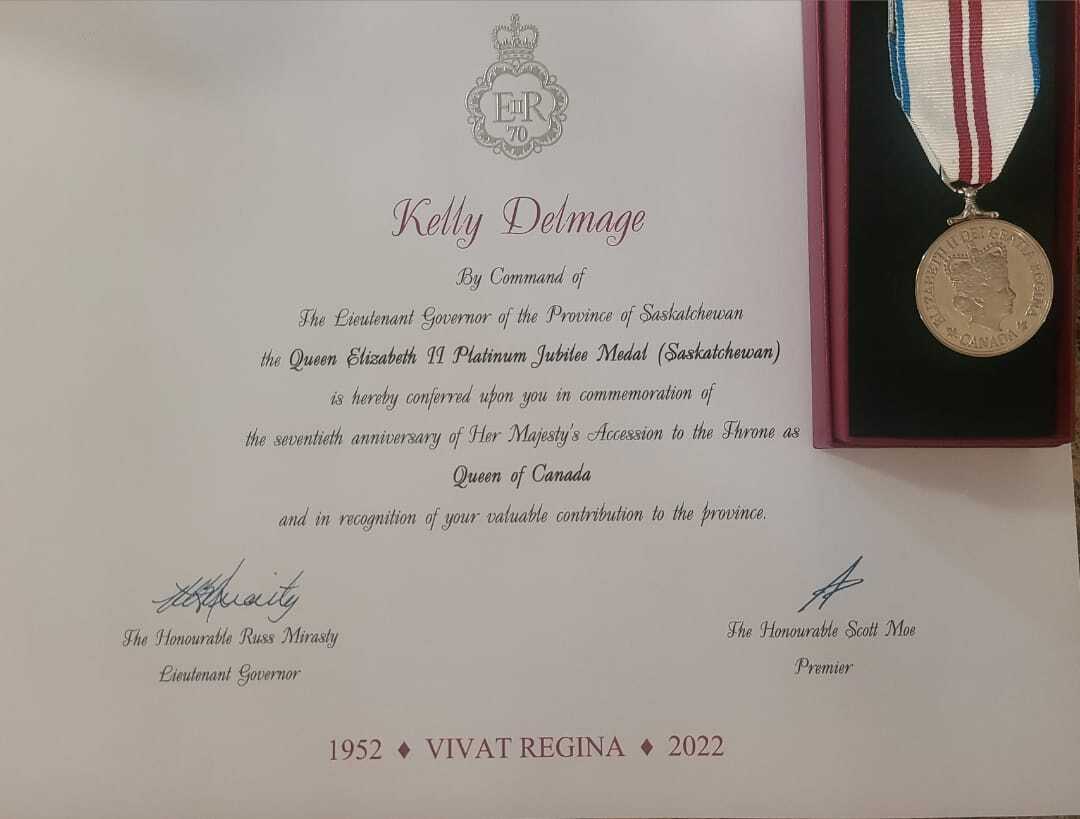 EIIR
70
Kelly Delmage
By Command of
The Lieutenant Governor of the Province of Saskatchewan
the Queen Elizabeth II Platinum Jubilee Medal (Saskatchewan)
is hereby conferred upon you in commemoration of
the seventieth anniversary of Her Majesty's Accession to the Throne as
Queen of Canada
and in recognition of your valuable contribution to the province.
The Honourable Russ Mirasty
Lieutenant Governor
The Honourable Scott Moe
Premier
1952 ♦ VIVAT REGINA ♦ 2022
ELIZABETH II DEI GRATIA REGINA
CANADA